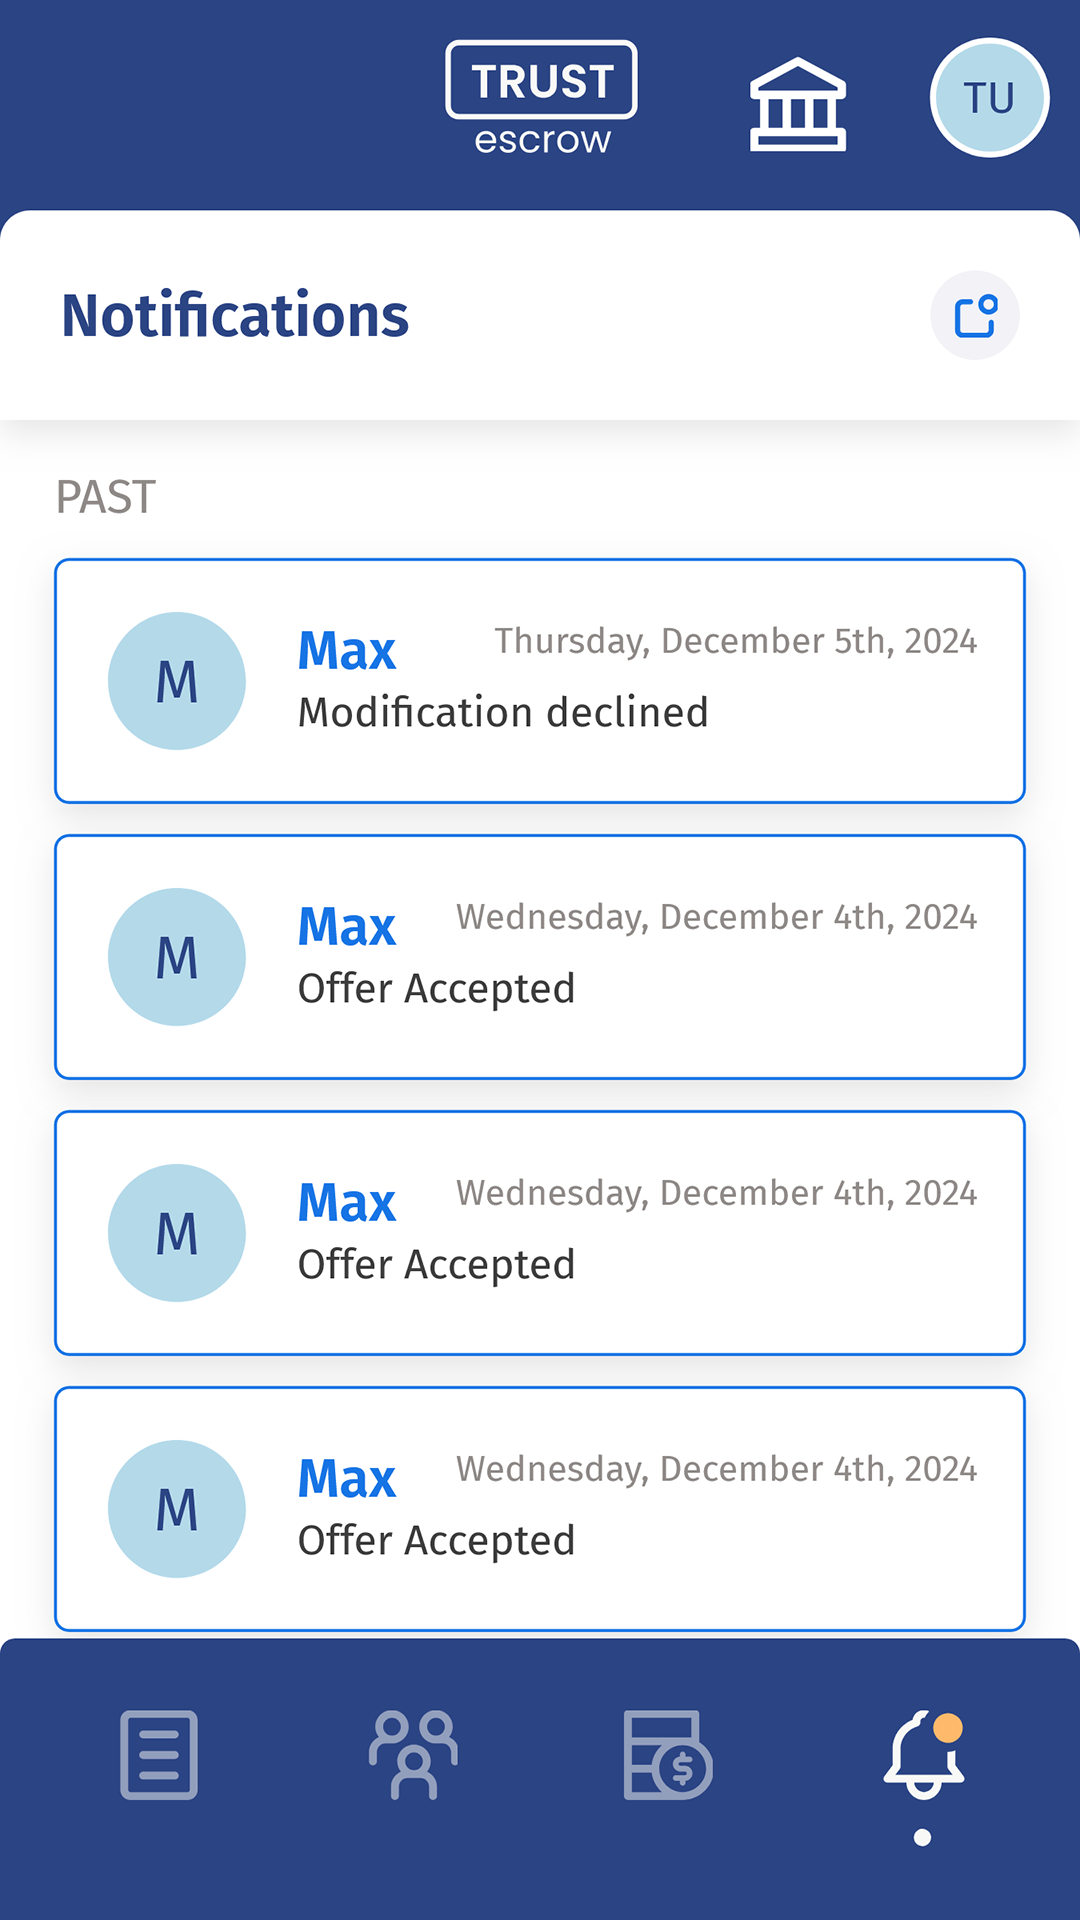 TRUST
escrow
TU
Notifications
PAST
M
Max
Thursday, December 5th, 2024
Modification declined
M
Max
Wednesday, December 4th, 2024
Offer Accepted
M
Max
Wednesday, December 4th, 2024
Offer Accepted
M
Max
Wednesday, December 4th, 2024
Offer Accepted
$